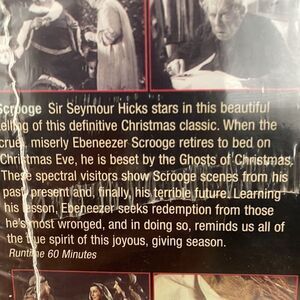 Scrooge Sir Seymour Hicks stars in this beautiful
telling of this definitive Christmas classic. When the
cruel, miserly Ebeneezer Scrooge retires to bed on
Christmas Eve, he is beset by the Ghosts of Christmas.
These spectral visitors show Scrooge scenes from his
past, present and, finally, his terrible future. Learning
his lesson, Ebeneezer seeks redemption from those
he's most wronged, and in doing so, reminds us all of
the true spirit of this joyous, giving season.
Runtime 60 Minutes